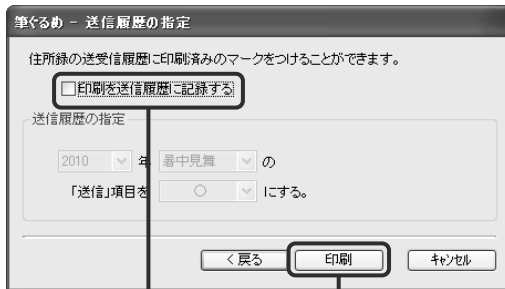 筆ぐるめ - 送信履歴の指定
住所録の送受信履歴に印刷済みのマークをつけることができます。
印刷を送信履歴に記録する
送信履歴の指定
2010 年 暑中見舞 の
「送信」項目を ○ にする。
< 戻る 印刷 キャンセル